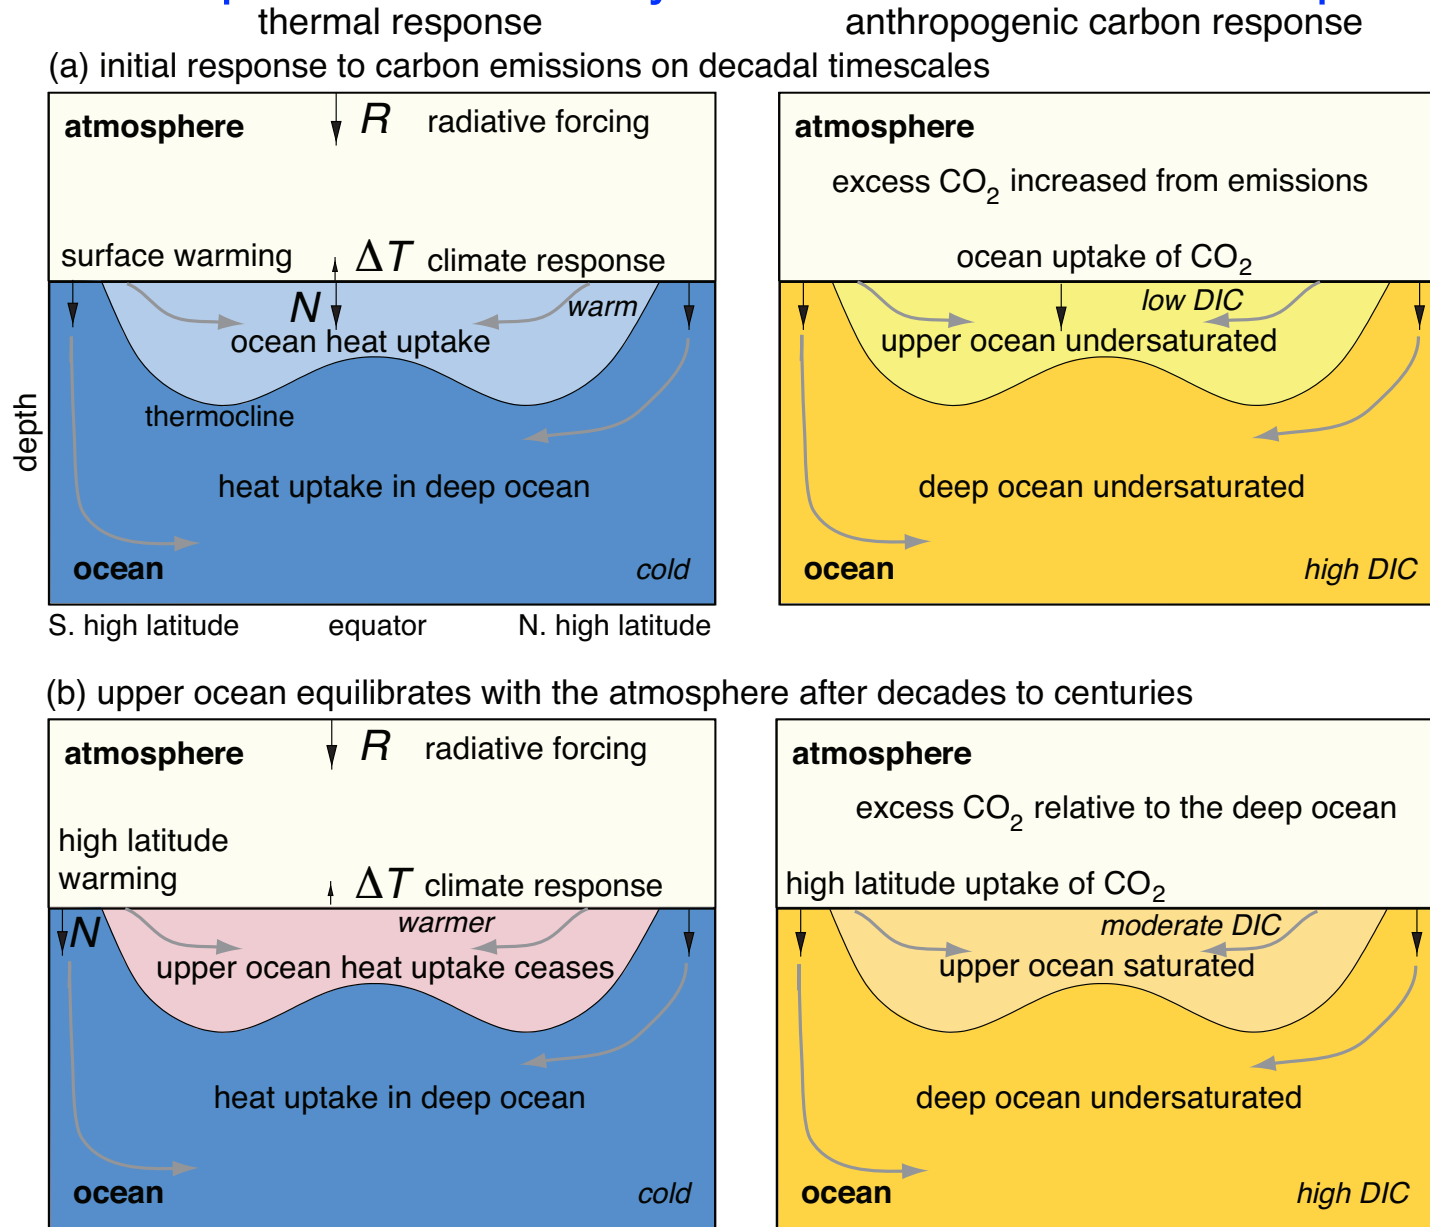 thermal response
anthropogenic carbon response
(a) initial response to carbon emissions on decadal timescales
atmosphere
R radiative forcing
surface warming
ΔT climate response
N
warm
ocean heat uptake
thermocline
depth
heat uptake in deep ocean
ocean
cold
S. high latitude equator N. high latitude
atmosphere
excess CO2 increased from emissions
ocean uptake of CO2
low DIC
upper ocean undersaturated
deep ocean undersaturated
ocean
high DIC
(b) upper ocean equilibrates with the atmosphere after decades to centuries
atmosphere
R radiative forcing
high latitude
warming
ΔT climate response
N
warmer
upper ocean heat uptake ceases
heat uptake in deep ocean
ocean
cold
atmosphere
excess CO2 relative to the deep ocean
high latitude uptake of CO2
moderate DIC
upper ocean saturated
deep ocean undersaturated
ocean
high DIC